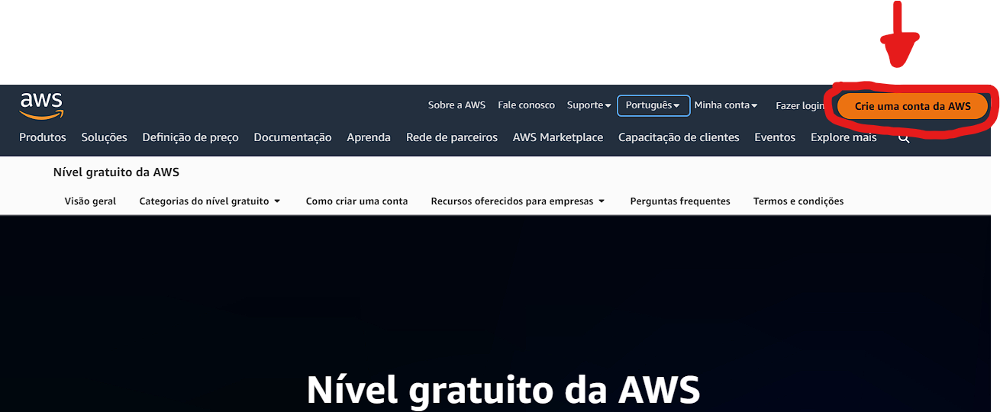 aws
Sobre a AWS Fale conosco Suporte Português Minha conta Fazer login Crie uma conta da AWS
Produtos Soluções Definição de preço Documentação Aprenda Rede de parceiros AWS Marketplace Capacitação de clientes Eventos Explore mais
Nível gratuito da AWS
Visão geral Categorias do nível gratuito Como criar uma conta Recursos oferecidos para empresas Perguntas frequentes Termos e condições
Nível gratuito da AWS